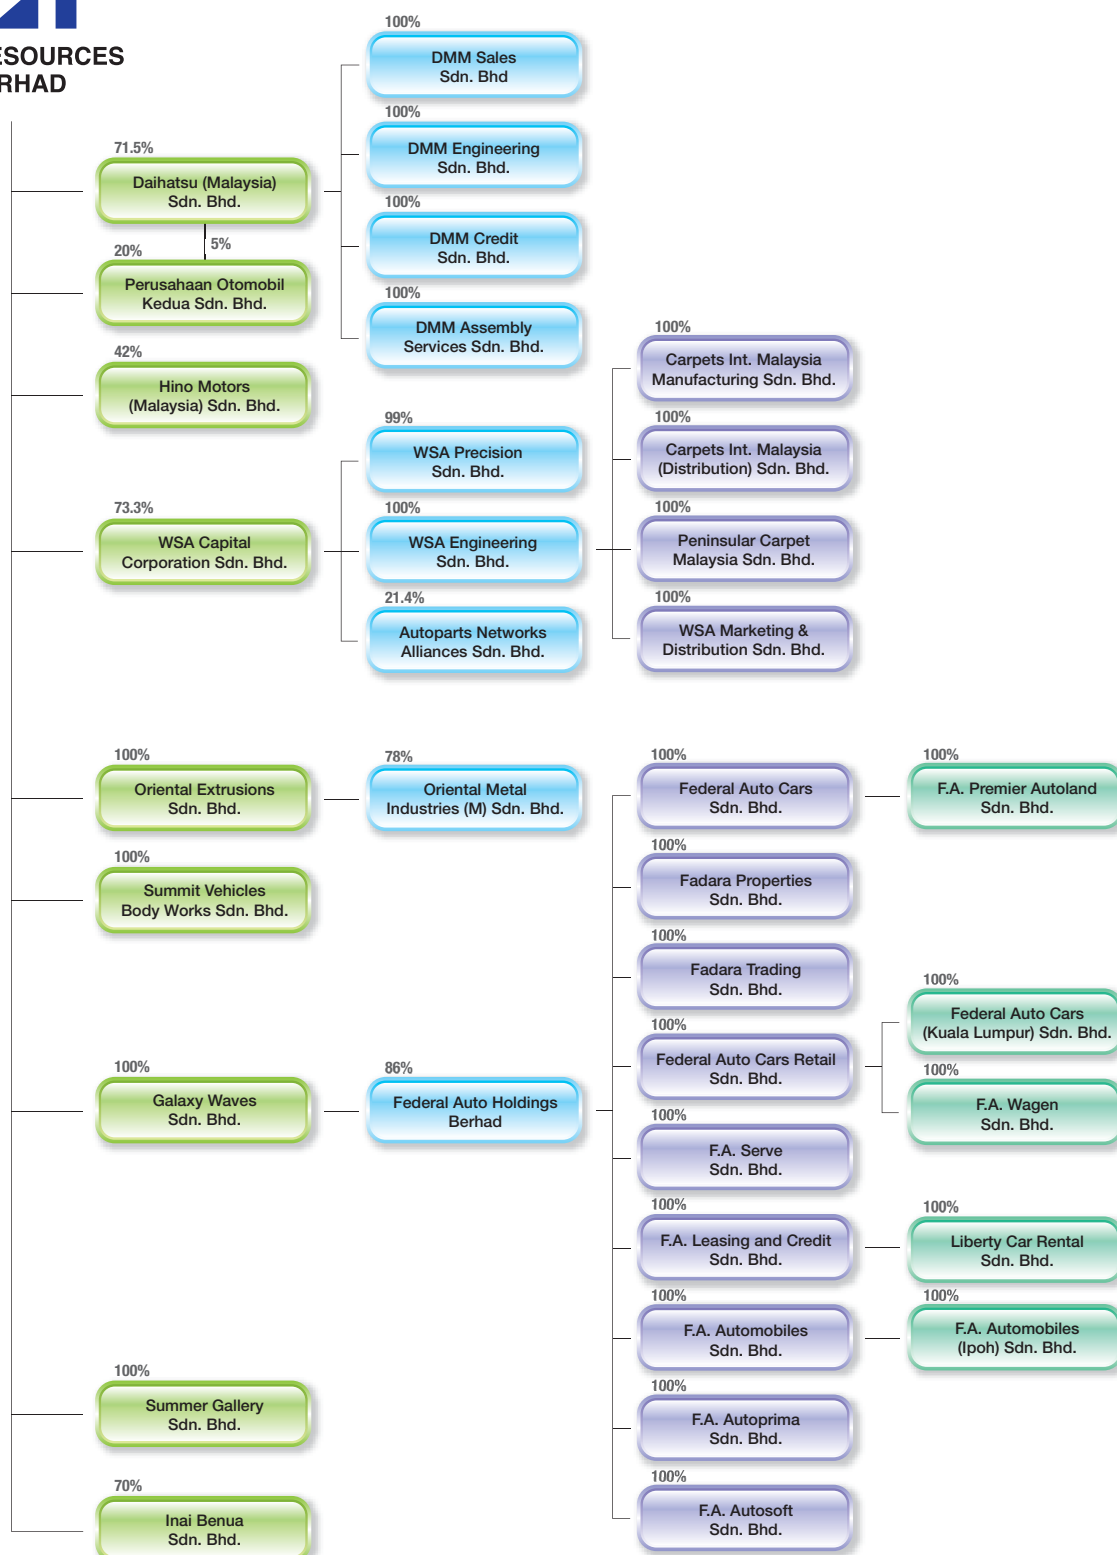 ESOURCES
RHAD
71.5%
Daihatsu (Malaysia)
Sdn. Bhd.
5%
20%
Perusahaan Otomobil
Kedua Sdn. Bhd.
42%
Hino Motors
(Malaysia) Sdn. Bhd.
73.3%
WSA Capital
Corporation Sdn. Bhd.
100%
Oriental Extrusions
Sdn. Bhd.
100%
Summit Vehicles
Body Works Sdn. Bhd.
100%
Galaxy Waves
Sdn. Bhd.
100%
Summer Gallery
Sdn. Bhd.
70%
Inai Benua
Sdn. Bhd.
100%
DMM Sales
Sdn. Bhd
100%
DMM Engineering
Sdn. Bhd.
100%
DMM Credit
Sdn. Bhd.
100%
DMM Assembly
Services Sdn. Bhd.
99%
WSA Precision
Sdn. Bhd.
100%
WSA Engineering
Sdn. Bhd.
21.4%
Autoparts Networks
Alliances Sdn. Bhd.
78%
Oriental Metal
Industries (M) Sdn. Bhd.
86%
Federal Auto Holdings
Berhad
100%
Carpets Int. Malaysia
Manufacturing Sdn. Bhd.
100%
Carpets Int. Malaysia
(Distribution) Sdn. Bhd.
100%
Peninsular Carpet
Malaysia Sdn. Bhd.
100%
WSA Marketing &
Distribution Sdn. Bhd.
100%
Federal Auto Cars
Sdn. Bhd.
100%
Fadara Properties
Sdn. Bhd.
100%
Fadara Trading
Sdn. Bhd.
100%
Federal Auto Cars Retail
Sdn. Bhd.
100%
F.A. Serve
Sdn. Bhd.
100%
F.A. Leasing and Credit
Sdn. Bhd.
100%
F.A. Automobiles
Sdn. Bhd.
100%
F.A. Autoprima
Sdn. Bhd.
100%
F.A. Autosoft
Sdn. Bhd.
100%
F.A. Premier Autoland
Sdn. Bhd.
100%
Federal Auto Cars
(Kuala Lumpur) Sdn. Bhd.
100%
F.A. Wagen
Sdn. Bhd.
100%
Liberty Car Rental
Sdn. Bhd.
100%
F.A. Automobiles
(Ipoh) Sdn. Bhd.